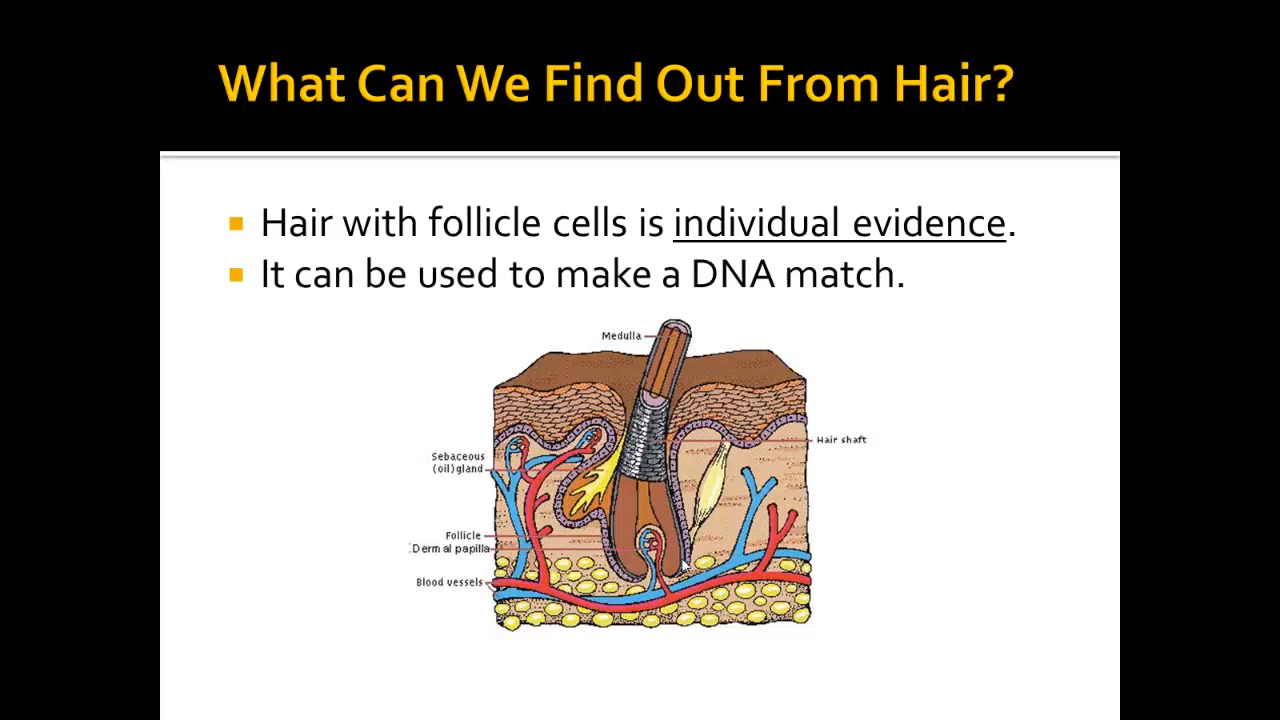 What Can We Find Out From Hair?
Hair with follicle cells is individual evidence.
It can be used to make a DNA match.
Medulla
Hair shaft
Sebaceous
(oil)gland
Follicle
Dermal papilla
Blood vessels